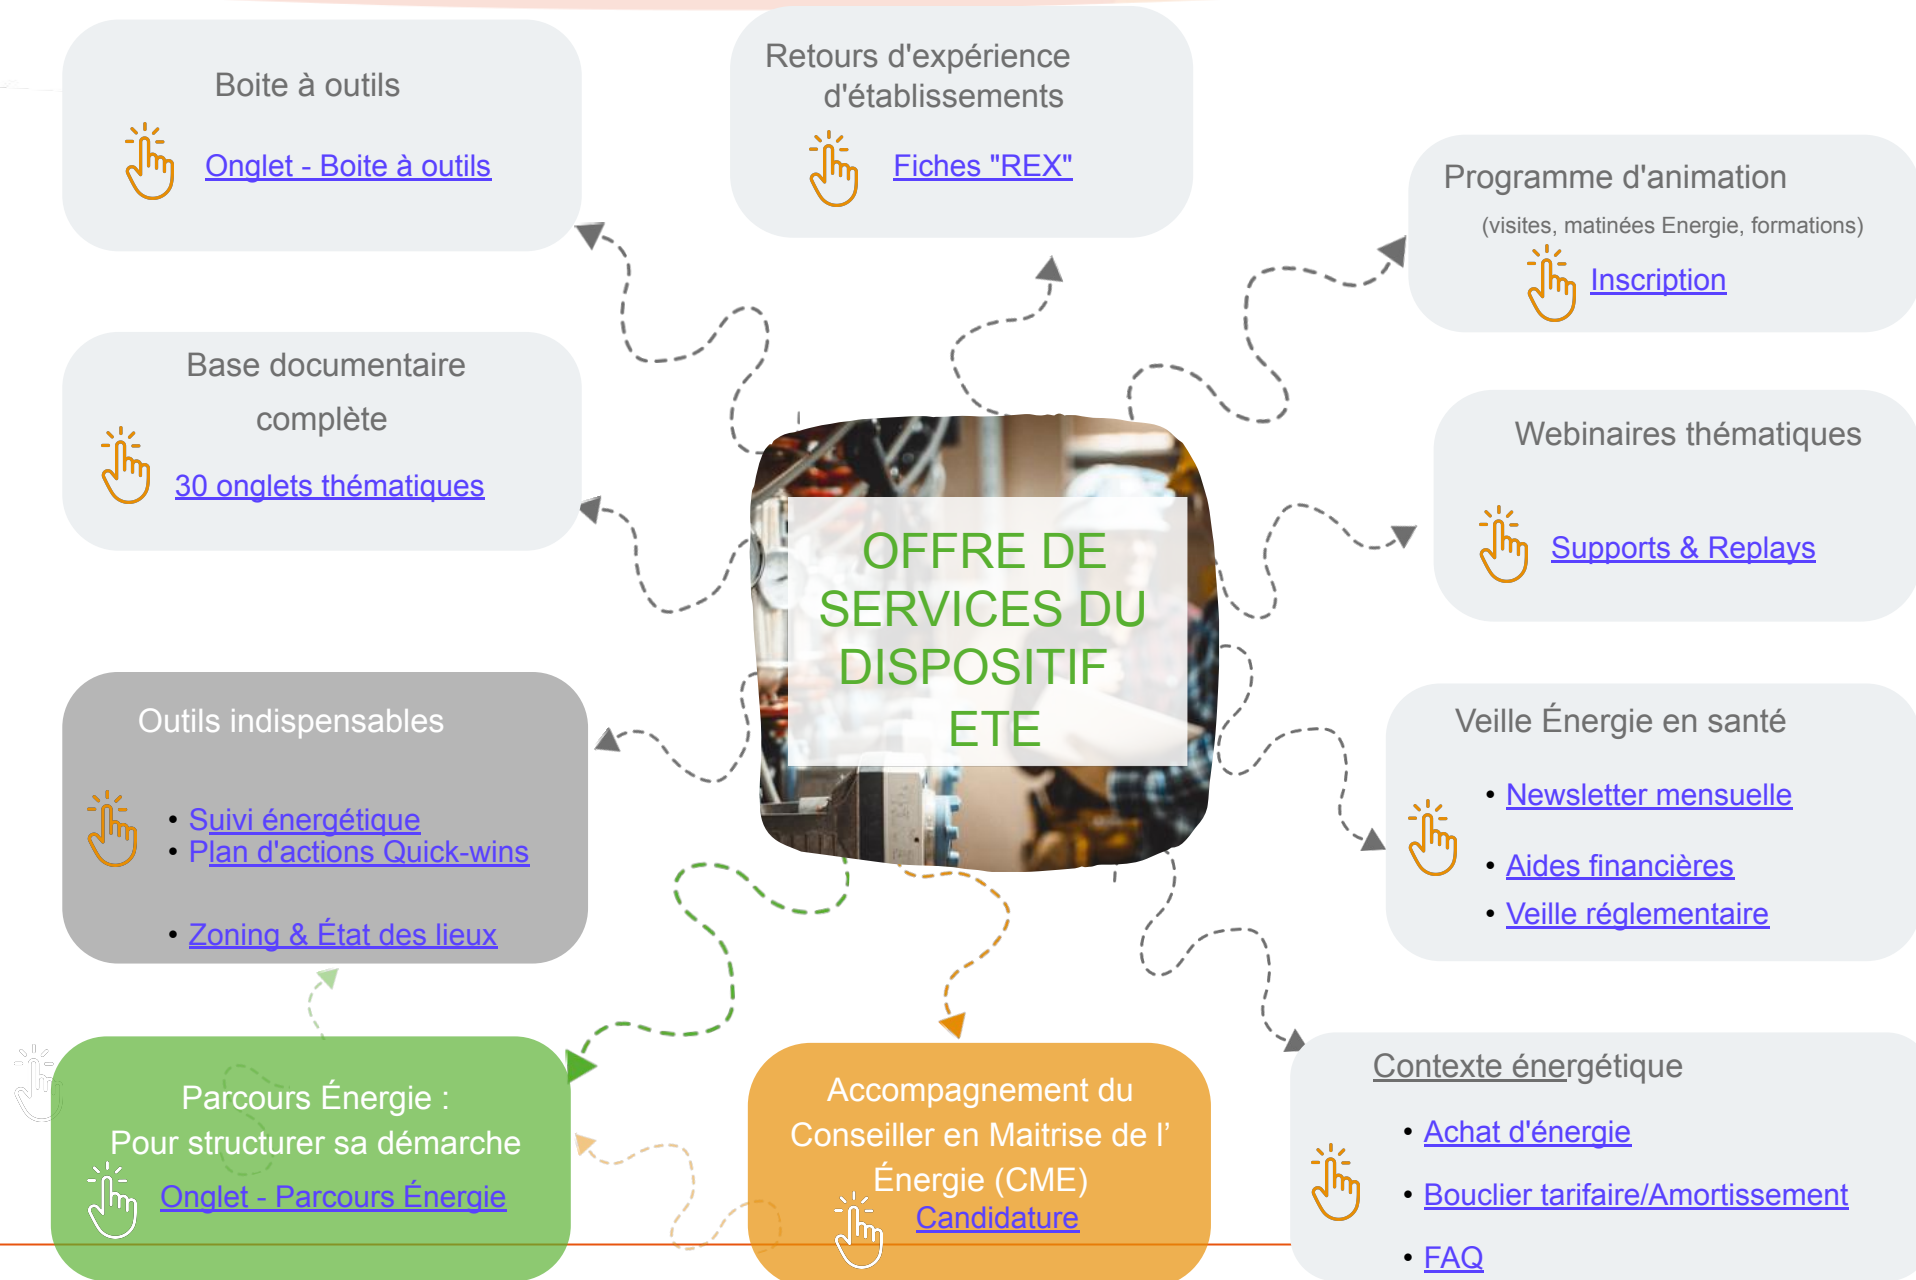 Boite à outils
Onglet - Boite à outils
Retours d'expérience
d'établissements
Fiches "REX"
Programme d'animation
(visites, matinées Energie, formations)
Inscription
Base documentaire
complète
30 onglets thématiques
Webinaires thématiques
Supports & Replays
OFFRE DE
SERVICES DU
DISPOSITIF
ETE
Outils indispensables
• Suivi énergétique
• Plan d'actions Quick-wins
• Zoning & État des lieux
Veille Énergie en santé
• Newsletter mensuelle
• Aides financières
• Veille réglementaire
Parcours Énergie :
Pour structurer sa démarche
Onglet - Parcours Énergie
Accompagnement du
Conseiller en Maitrise de l’
Énergie (CME)
Candidature
Contexte énergétique
• Achat d'énergie
• Bouclier tarifaire/Amortissement
• FAQ